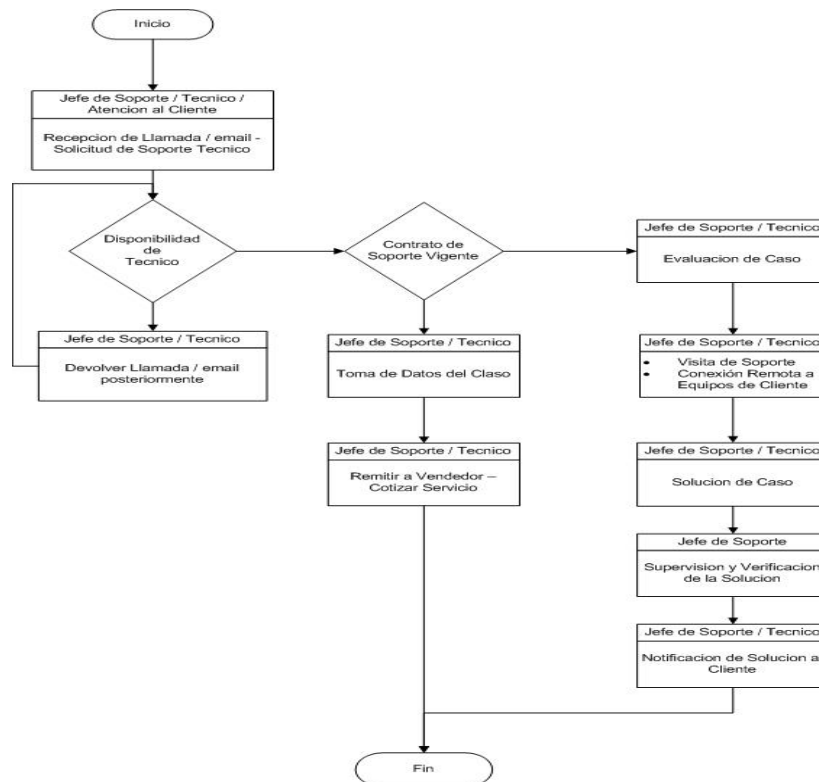 Inicio
Jefe de Soporte / Tecnico /
Atencion al Cliente
Recepcion de Llamada / email -
Solicitud de Soporte Tecnico
Disponibilidad
de
Tecnico
Jefe de Soporte / Tecnico
Devolver Llamada / email
posteriormente
Contrato de
Soporte Vigente
Jefe de Soporte / Tecnico
Toma de Datos del Claso
Jefe de Soporte / Tecnico
Remitir a Vendedor –
Cotizar Servicio
Jefe de Soporte / Tecnico
Evaluacion de Caso
Jefe de Soporte / Tecnico
• Visita de Soporte
• Conexión Remota a
Equipos de Cliente
Jefe de Soporte / Tecnico
Solucion de Caso
Jefe de Soporte
Supervision y Verificacion
de la Solucion
Jefe de Soporte / Tecnico
Notificacion de Solucion a
Cliente
Fin